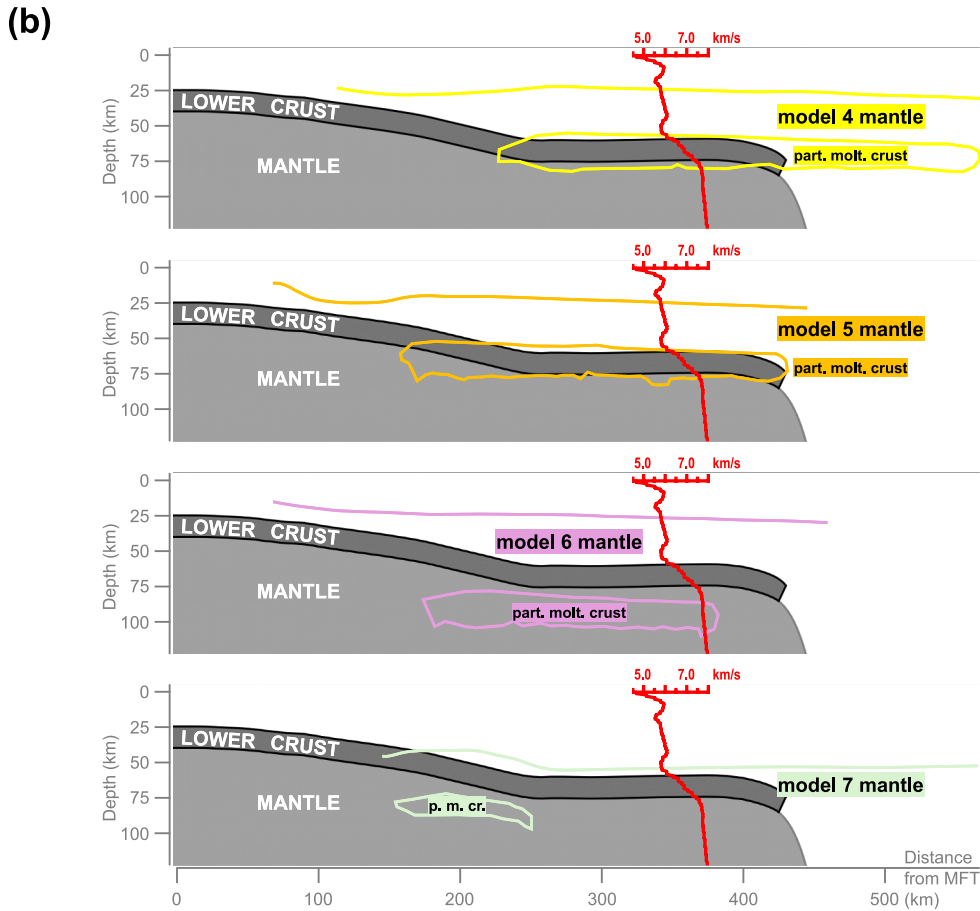 (b)
5.0 7.0 km/s
0
25
50
75
100
Depth (km)
LOWER CRUST
MANTLE
model 4 mantle
part. molt. crust
5.0 7.0 km/s
0
25
50
75
100
Depth (km)
LOWER CRUST
MANTLE
model 5 mantle
part. molt. crust
5.0 7.0 km/s
0
25
50
75
100
Depth (km)
LOWER CRUST
MANTLE
model 6 mantle
part. molt. crust
5.0 7.0 km/s
0
25
50
75
100
Depth (km)
LOWER CRUST
MANTLE
model 7 mantle
p. m. cr.
0 100 200 300 400 500
Distance
from MFT
(km)